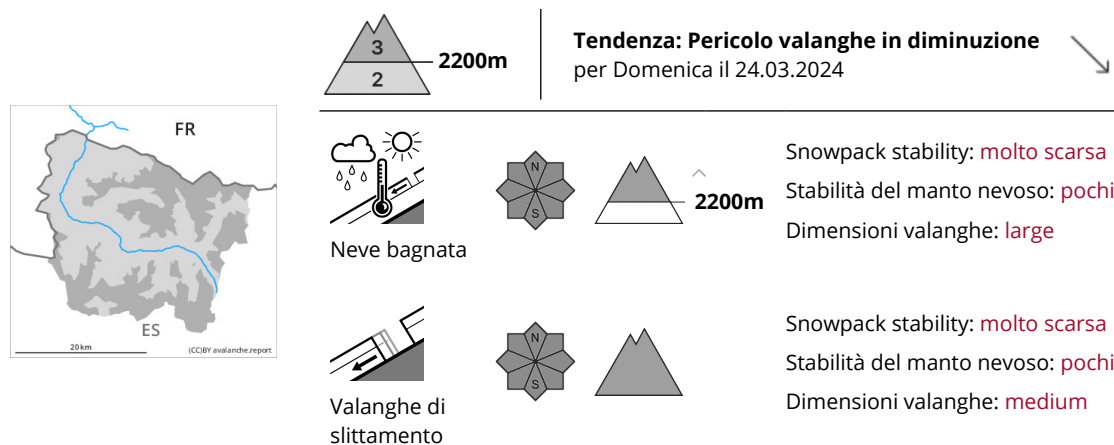 3
2
2200m
Tendenza: Pericolo valanghe in diminuzione
per Domenica il 24.03.2024
FR
ES
20 km
(CC)BY avalanche.report
Neve bagnata
N
S
2200m
Snowpack stability: molto scarsa
Stabilità del manto nevoso: pochi
Dimensioni valanghe: large
Valanghe di
slittamento
N
S
Snowpack stability: molto scarsa
Stabilità del manto nevoso: pochi
Dimensioni valanghe: medium